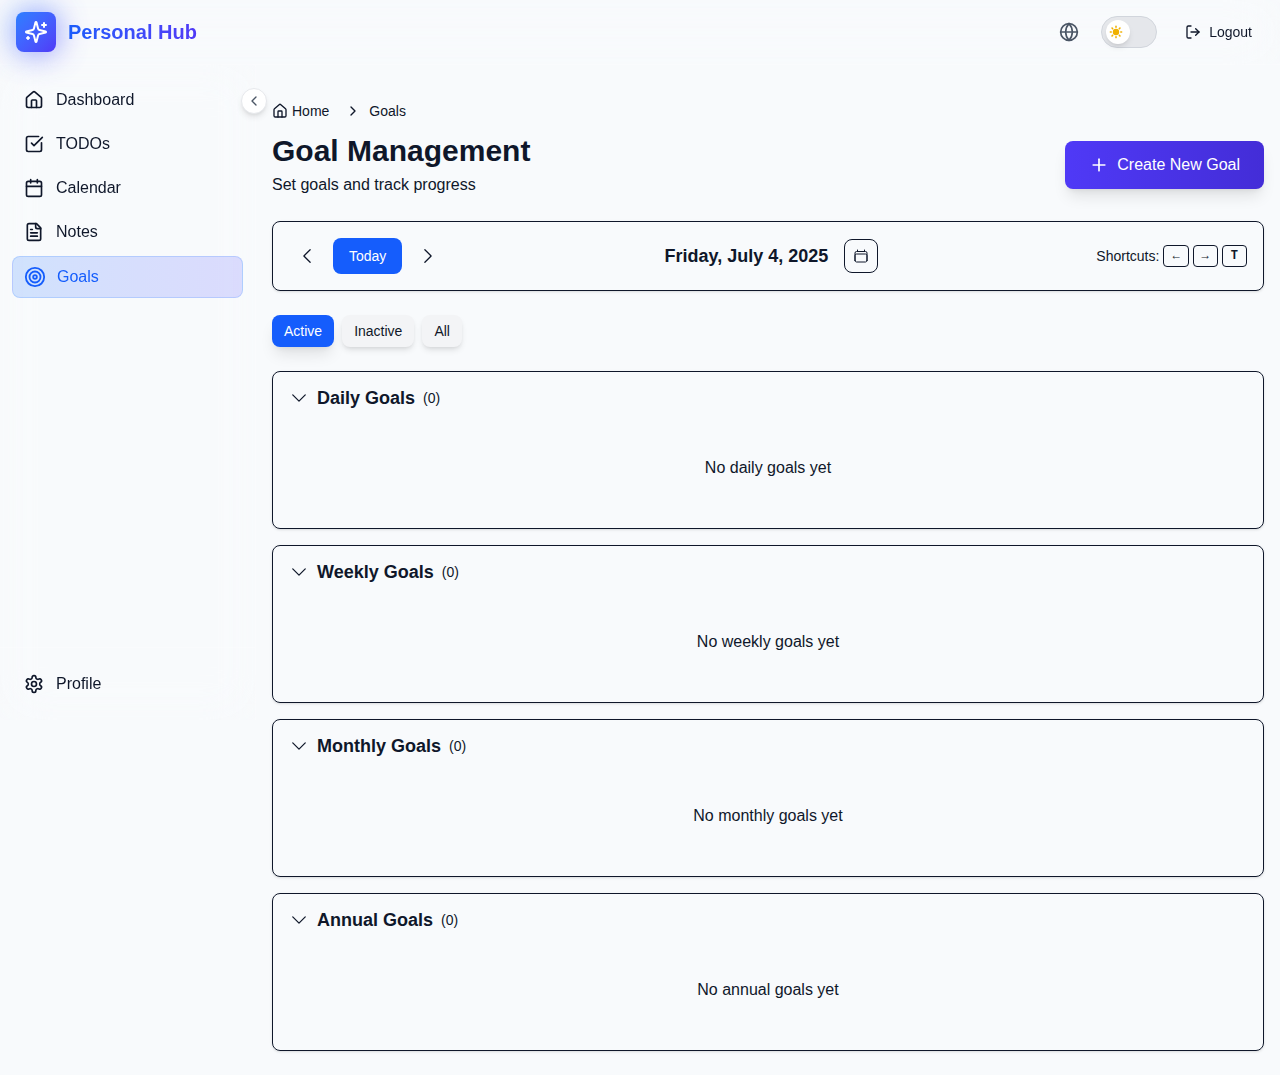 Personal Hub
Logout
Dashboard
TODOs
Calendar
Notes
Goals
Profile
Home > Goals
Goal Management
Set goals and track progress
Create New Goal
Today
Friday, July 4, 2025
Shortcuts: ← → T
Active Inactive All
Daily Goals (0)
No daily goals yet
Weekly Goals (0)
No weekly goals yet
Monthly Goals (0)
No monthly goals yet
Annual Goals (0)
No annual goals yet